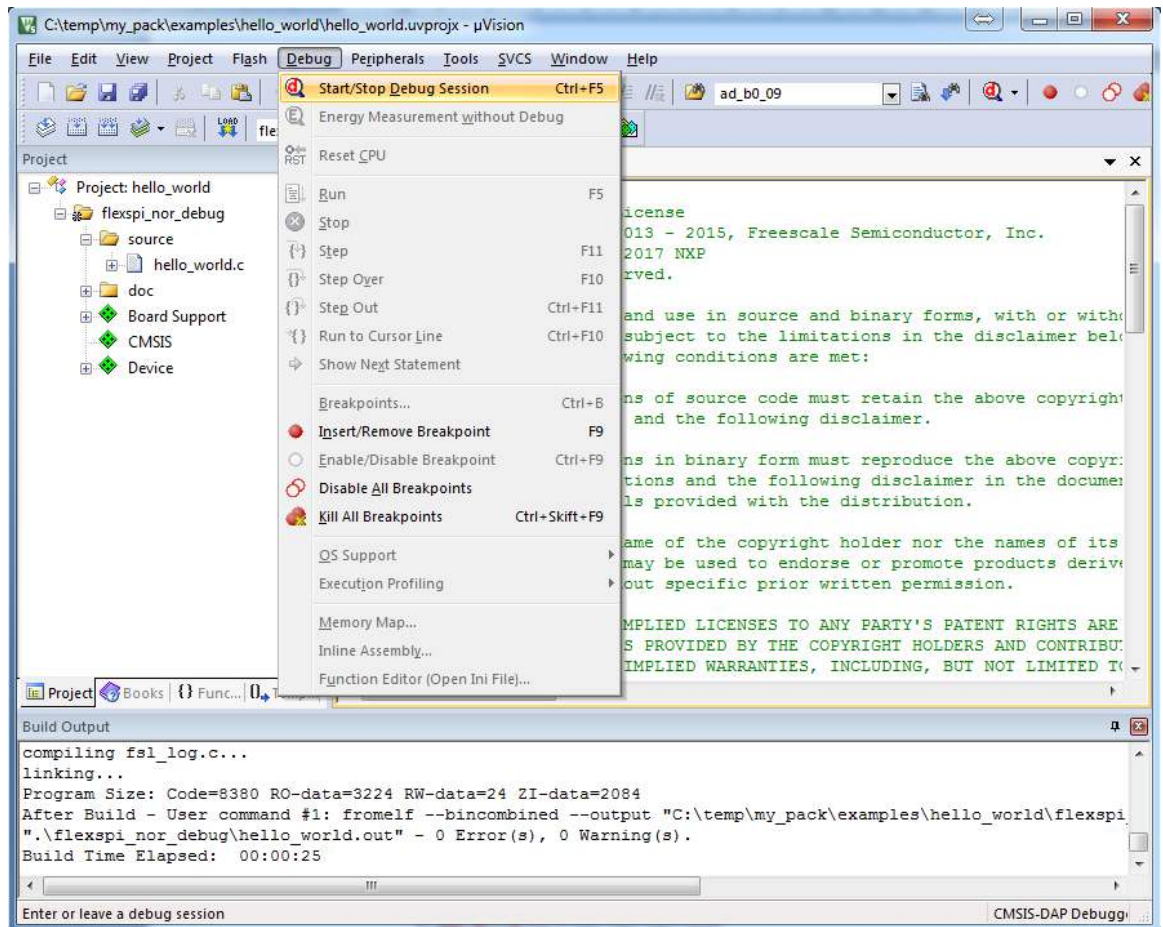 C:\temp\my_pack\examples\hello_world\hello_world.uvprojx - µVision
File Edit View Project Flash Debug Peripherals Tools SVCS Window Help
ad_b0_09
LOAD
Project
Project: hello_world
flexspi_nor_debug
source
hello_world.c
doc
Board Support
CMSIS
Device
Start/Stop Debug Session Ctrl+F5
Energy Measurement without Debug
RST Reset CPU
Run F5
Stop
Step F11
Step Over F10
Step Out Ctrl+F11
Run to Cursor Line Ctrl+F10
Show Next Statement
Breakpoints... Ctrl+B
Insert/Remove Breakpoint F9
Enable/Disable Breakpoint Ctrl+F9
Disable All Breakpoints
Kill All Breakpoints Ctrl+Skift+F9
OS Support
Execution Profiling
Memory Map...
Inline Assembly...
Function Editor (Open Ini File)...
icense
013 - 2015, Freescale Semiconductor, Inc.
2017 NXP
rved.
and use in source and binary forms, with or with
subject to the limitations in the disclaimer bel
wing conditions are met:
ns of source code must retain the above copyright
and the following disclaimer.
ns in binary form must reproduce the above copyr
tions and the following disclaimer in the documen
ls provided with the distribution.
ame of the copyright holder nor the names of its
may be used to endorse or promote products deriv
out specific prior written permission.
MPLIED LICENSES TO ANY PARTY'S PATENT RIGHTS ARE
S PROVIDED BY THE COPYRIGHT HOLDERS AND CONTRIBU
IMPLIED WARRANTIES, INCLUDING, BUT NOT LIMITED T
Project Books {} Func...
Build Output
compiling fsl_log.c...
linking...
Program Size: Code=8380 RO-data=3224 RW-data=24 ZI-data=2084
After Build - User command #1: fromelf --bincombined --output "C:\temp\my_pack\examples\hello_world\flexspi_
".\flexspi_nor_debug\hello_world.out" - 0 Error(s), 0 Warning(s).
Build Time Elapsed: 00:00:25
Enter or leave a debug session CMSIS-DAP Debugg